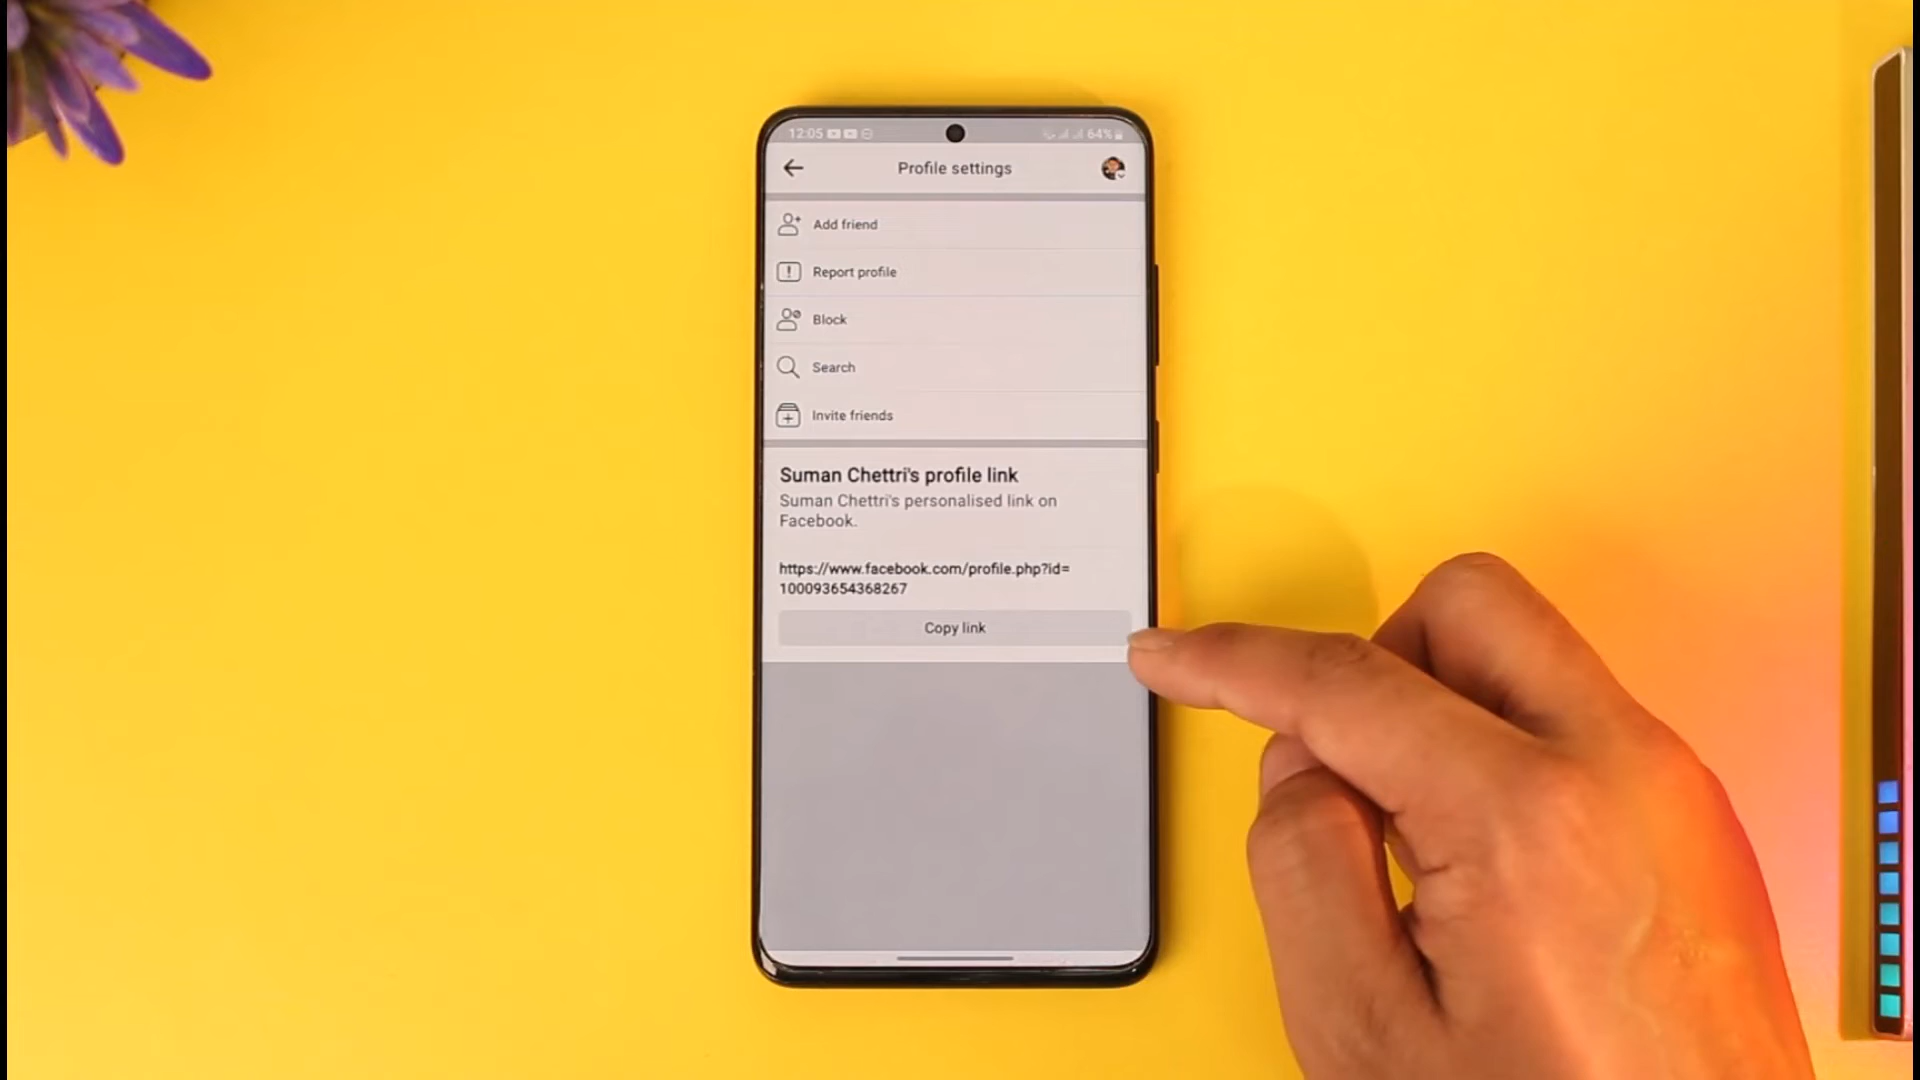 12:05
64%
Profile settings
Add friend
Report profile
Block
Search
Invite friends
Suman Chettri's profile link
Suman Chettri's personalised link on
Facebook.
https://www.facebook.com/profile.php?id=
100093654368267
Copy link